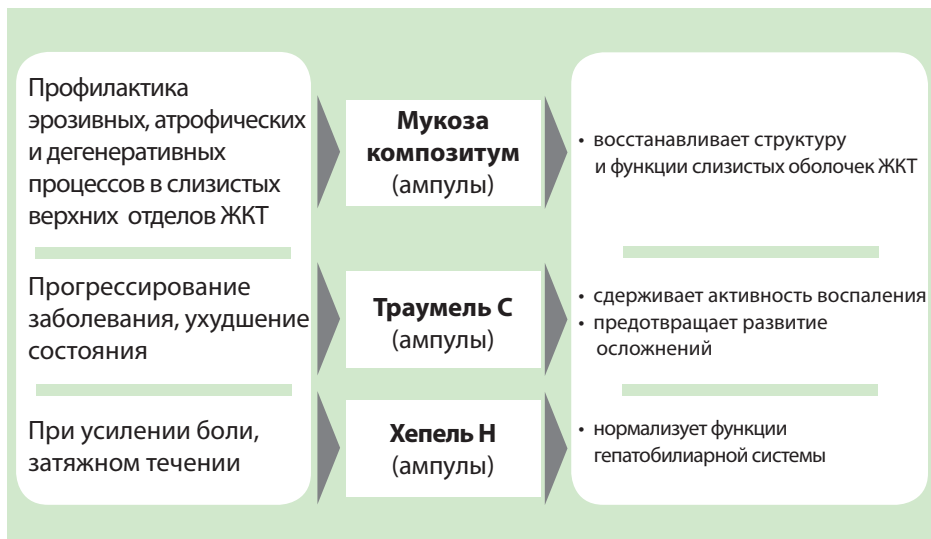 Профилактика
эрозивных, атрофических
и дегенеративных
процессов в слизистых
верхних отделов ЖКТ
Мукоза
композитум
(ампулы)
• восстанавливает структуру
и функции слизистых оболочек ЖКТ
Прогрессирование
заболевания, ухудшение
состояния
Траумель С
(ампулы)
• сдерживает активность воспаления
• предотвращает развитие
осложнений
При усилении боли,
затяжном течении
Хепель Н
(ампулы)
• нормализует функции
гепатобилиарной системы